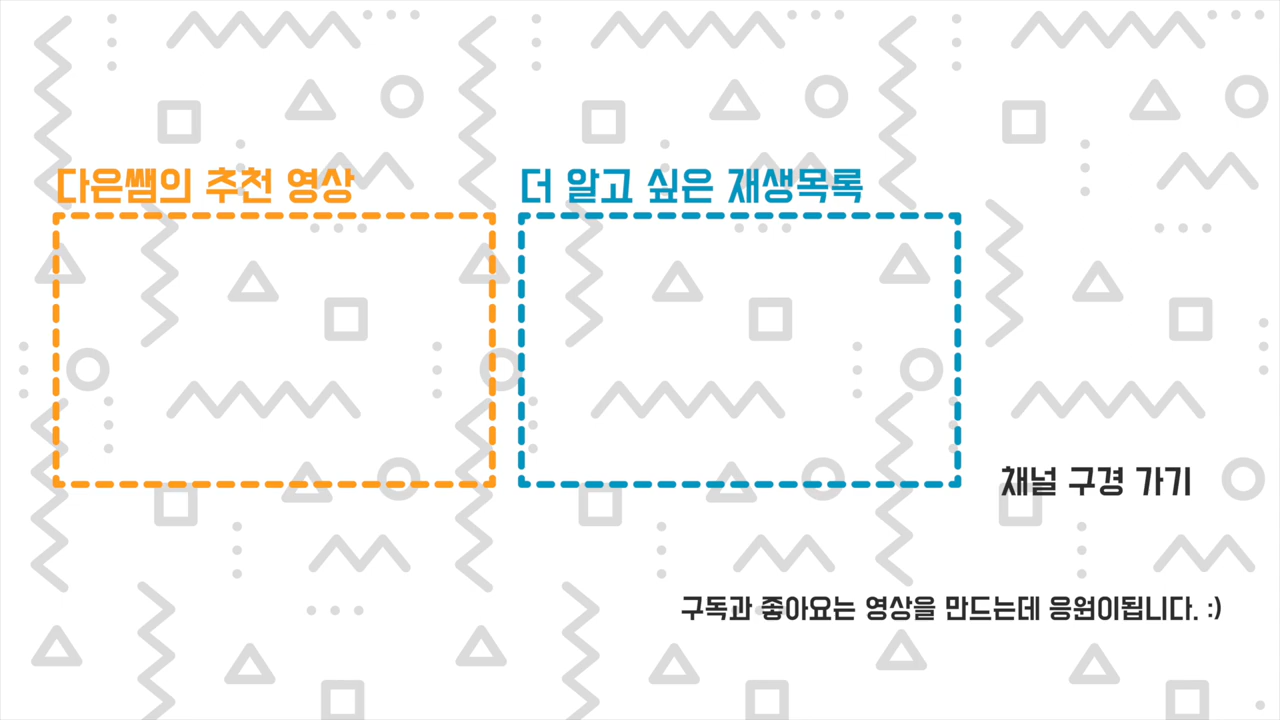 다은쌤의 추천 영상
더 알고 싶은 재생목록
채널 구경 가기
구독과 좋아요는 영상을 만드는데 응원이됩니다. :)